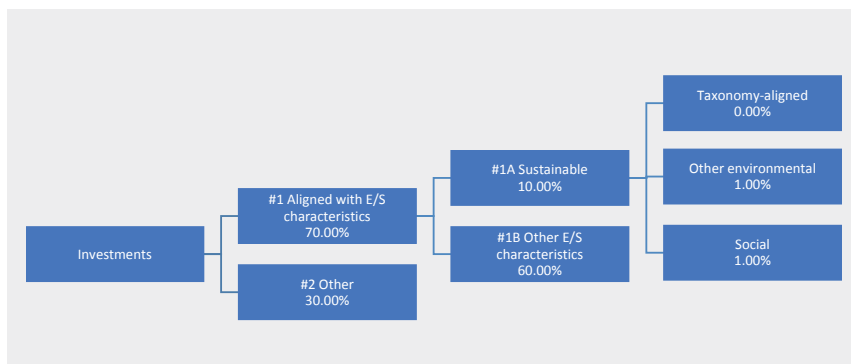 Investments
#1 Aligned with E/S
characteristics
70.00%
#2 Other
30.00%
#1A Sustainable
10.00%
#1B Other E/S
characteristics
60.00%
Taxonomy-aligned
0.00%
Other environmental
1.00%
Social
1.00%